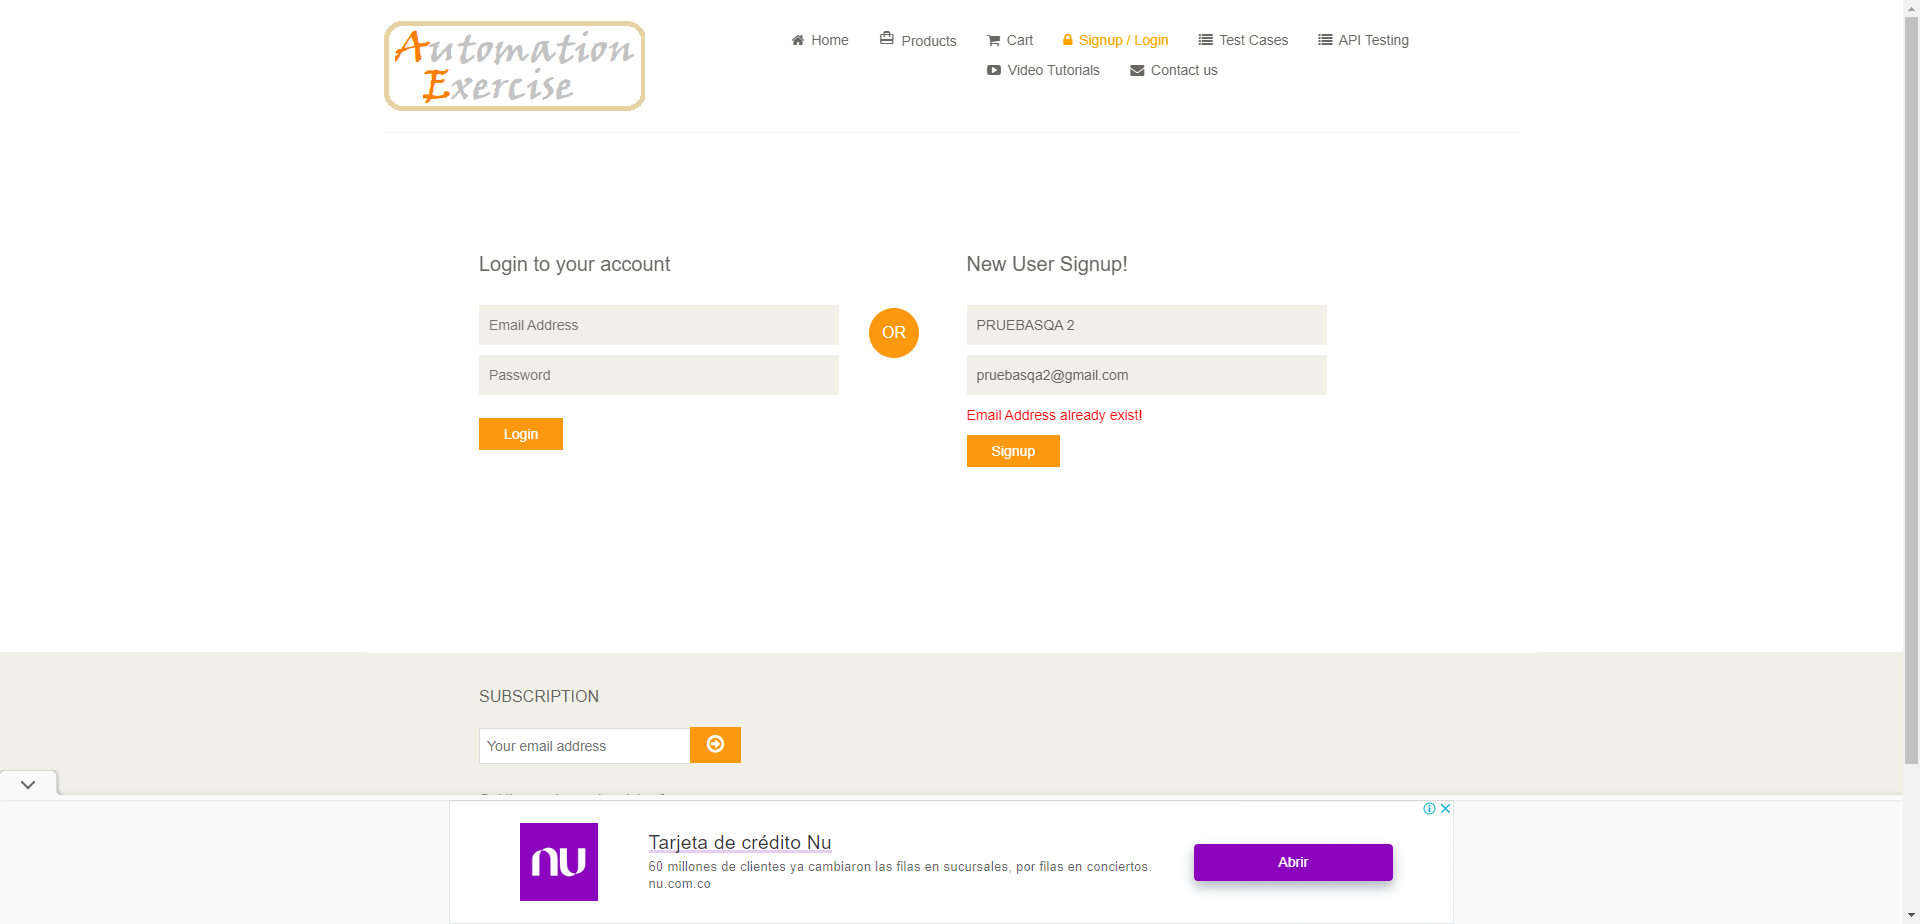 Automation
Exercise
Home
Products
Cart
Signup / Login
Test Cases
API Testing
Video Tutorials
Contact us
Login to your account
Email Address
Password
Login
OR
New User Signup!
PRUEBASQA 2
pruebasqa2@gmail.com
Email Address already exist!
Signup
SUBSCRIPTION
Your email address
nu
Tarjeta de crédito Nu
60 millones de clientes ya cambiaron las filas en sucursales, por filas en conciertos.
nu.com.co
Abrir